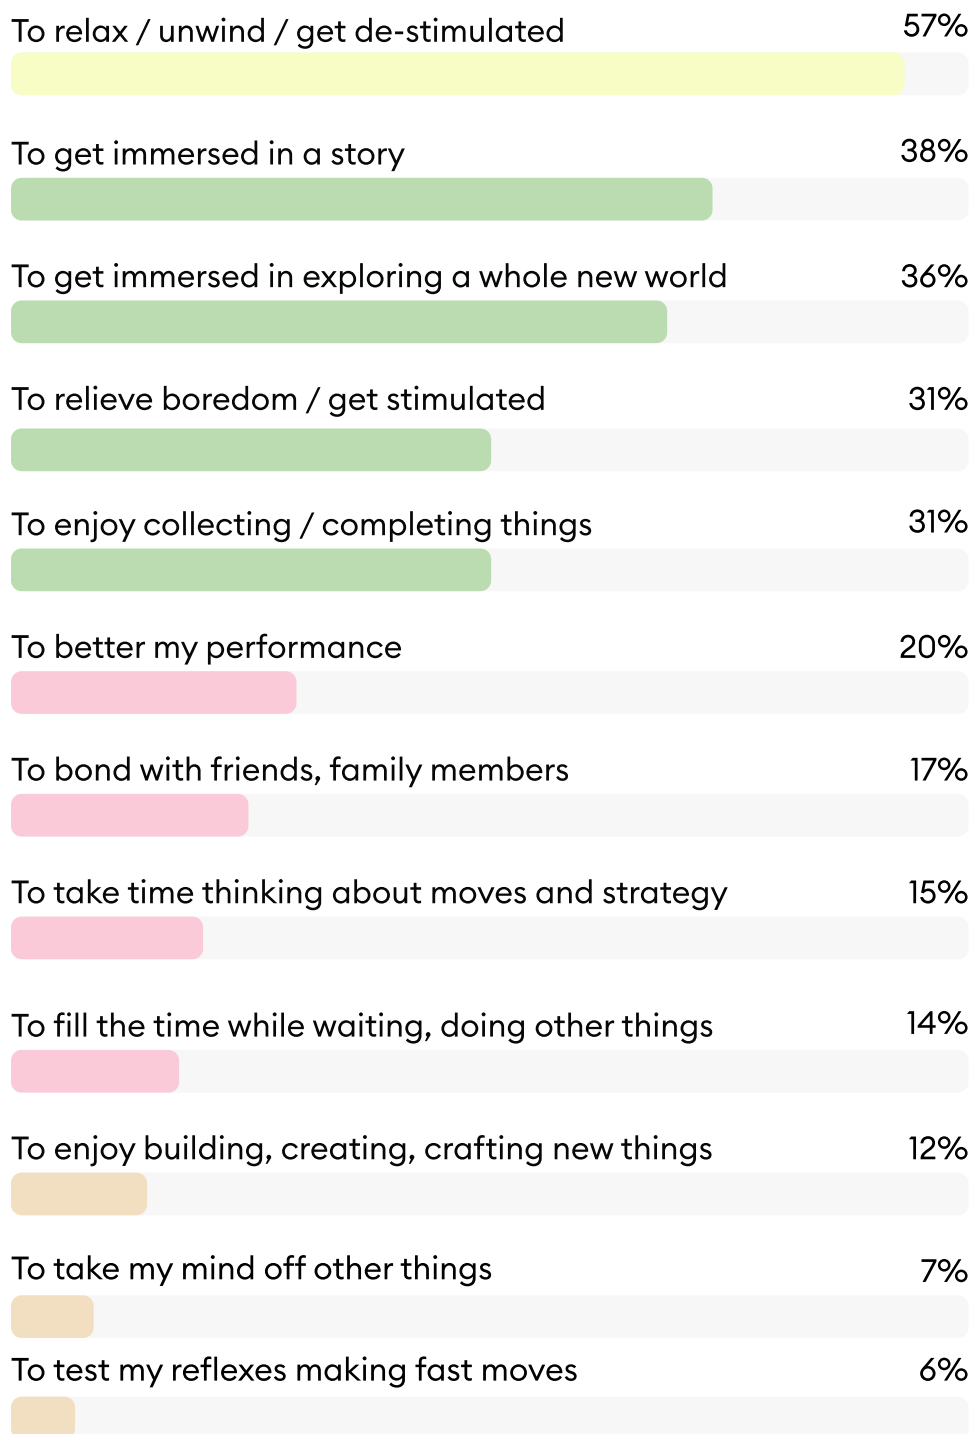 To relax / unwind / get de-stimulated 57%
To get immersed in a story 38%
To get immersed in exploring a whole new world 36%
To relieve boredom / get stimulated 31%
To enjoy collecting / completing things 31%
To better my performance 20%
To bond with friends, family members 17%
To take time thinking about moves and strategy 15%
To fill the time while waiting, doing other things 14%
To enjoy building, creating, crafting new things 12%
To take my mind off other things 7%
To test my reflexes making fast moves 6%